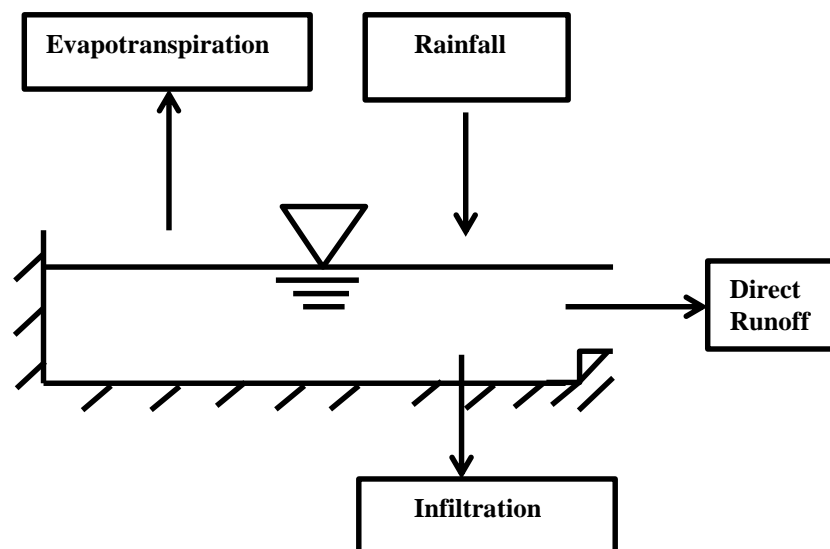 Evapotranspiration
Rainfall
Direct
Runoff
Infiltration